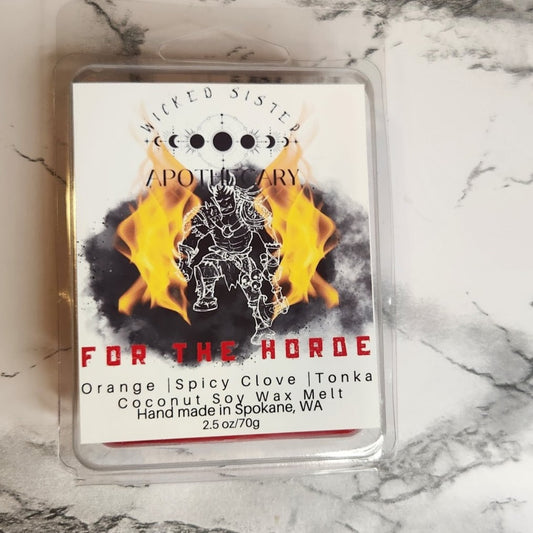 WICKED SISTER
APOTHECARY
FOR THE HORDE
Orange |Spicy Clove |Tonka
Coconut Soy Wax Melt
Hand made in Spokane, WA
2.5 oz/70g